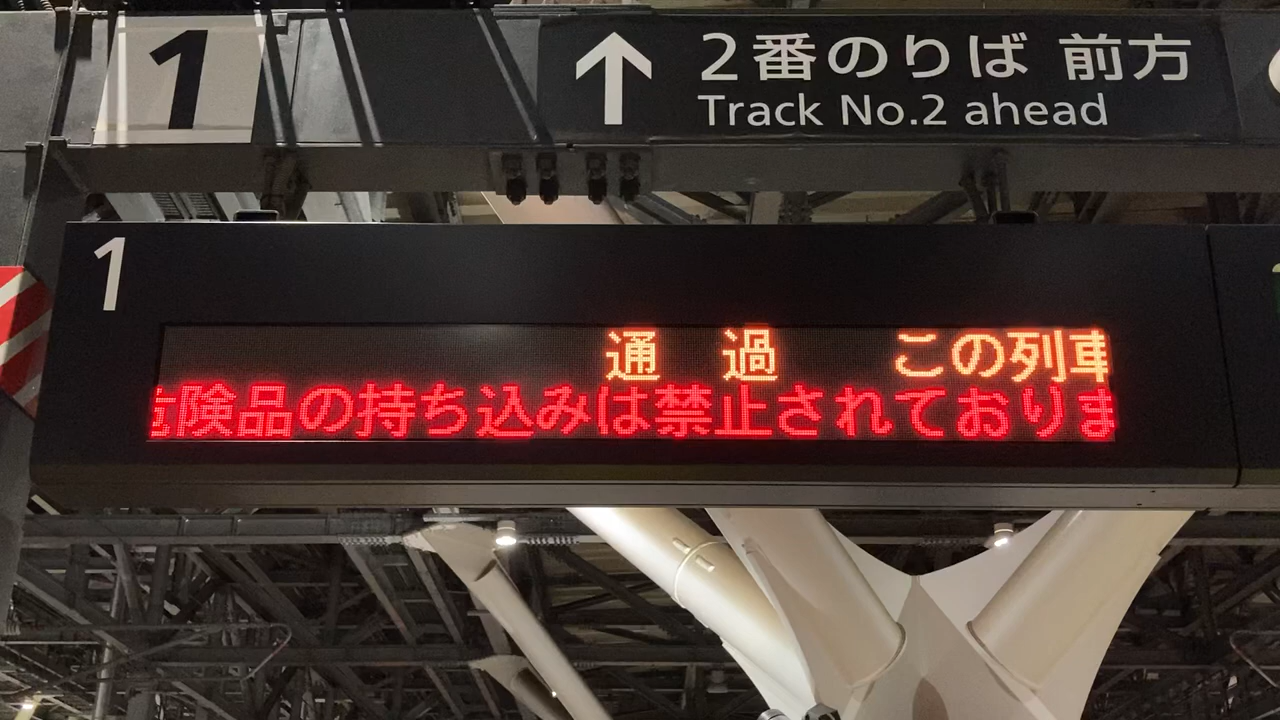 1
2番のりば 前方
Track No.2 ahead
1
通 過 この列車
危険品の持ち込みは禁止されておりま